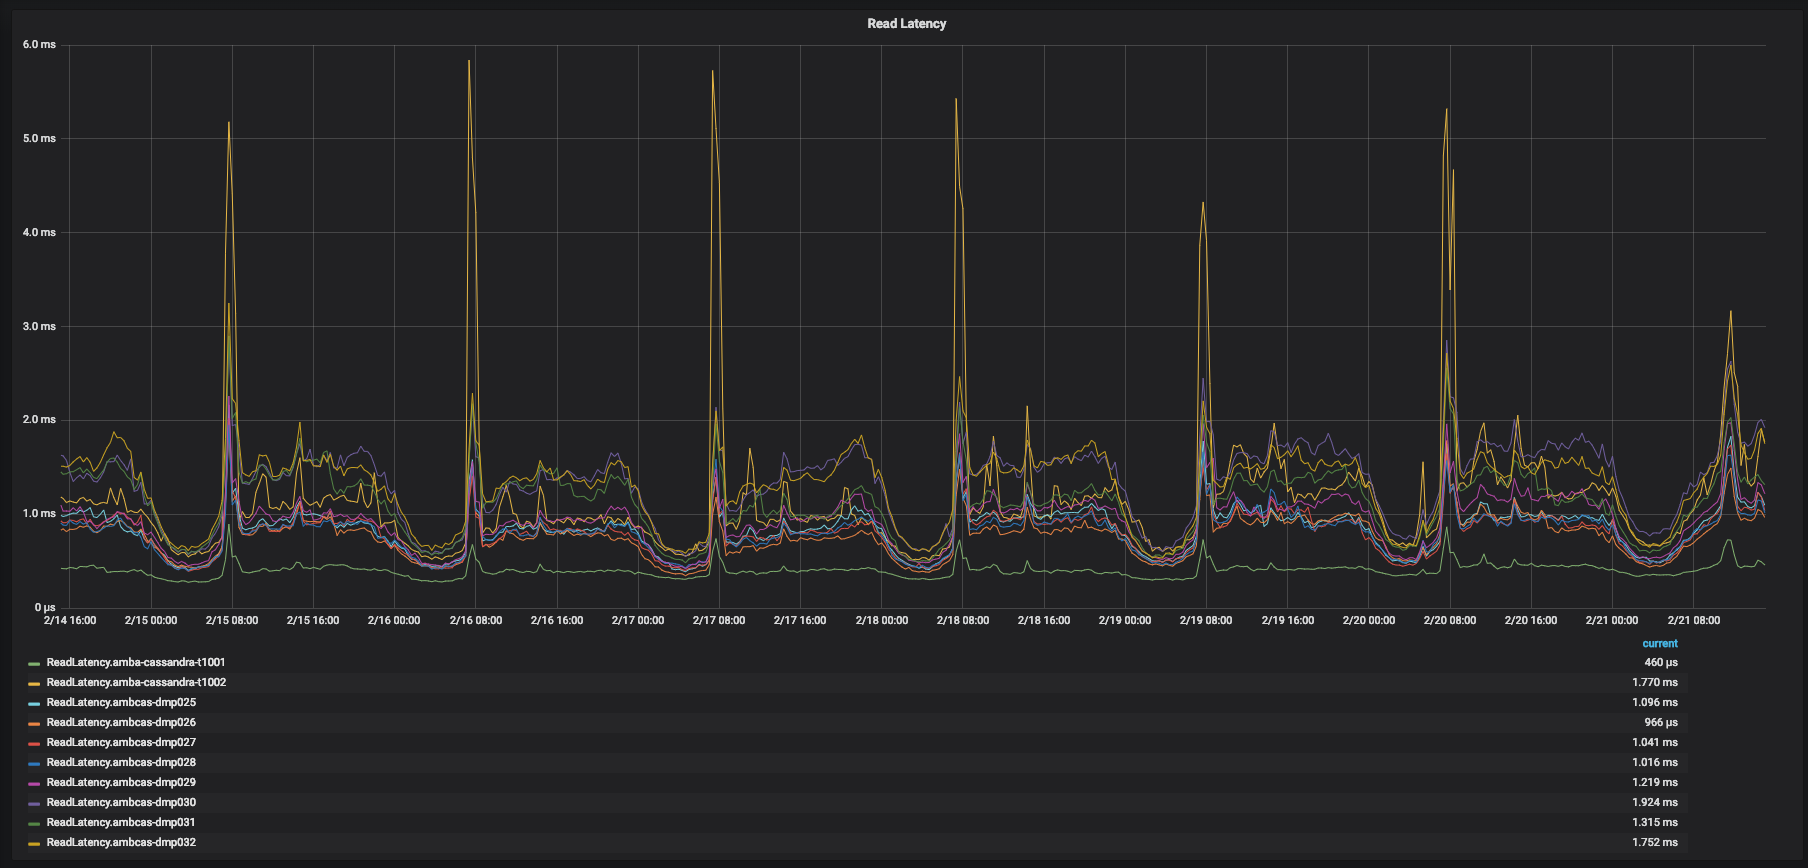 Read Latency
6.0 ms
5.0 ms
4.0 ms
3.0 ms
2.0 ms
1.0 ms
0 µs
2/14 16:00 2/15 00:00 2/15 08:00 2/15 16:00 2/16 00:00 2/16 08:00 2/16 16:00 2/17 00:00 2/17 08:00 2/17 16:00 2/18 00:00 2/18 08:00 2/18 16:00 2/19 00:00 2/19 08:00 2/19 16:00 2/20 00:00 2/20 08:00 2/20 16:00 2/21 00:00 2/21 08:00
current
ReadLatency.amba-cassandra-t1001 460 µs
ReadLatency.amba-cassandra-t1002 1.770 ms
ReadLatency.ambcas-dmp025 1.096 ms
ReadLatency.ambcas-dmp026 966 µs
ReadLatency.ambcas-dmp027 1.041 ms
ReadLatency.ambcas-dmp028 1.016 ms
ReadLatency.ambcas-dmp029 1.219 ms
ReadLatency.ambcas-dmp030 1.924 ms
ReadLatency.ambcas-dmp031 1.315 ms
ReadLatency.ambcas-dmp032 1.752 ms